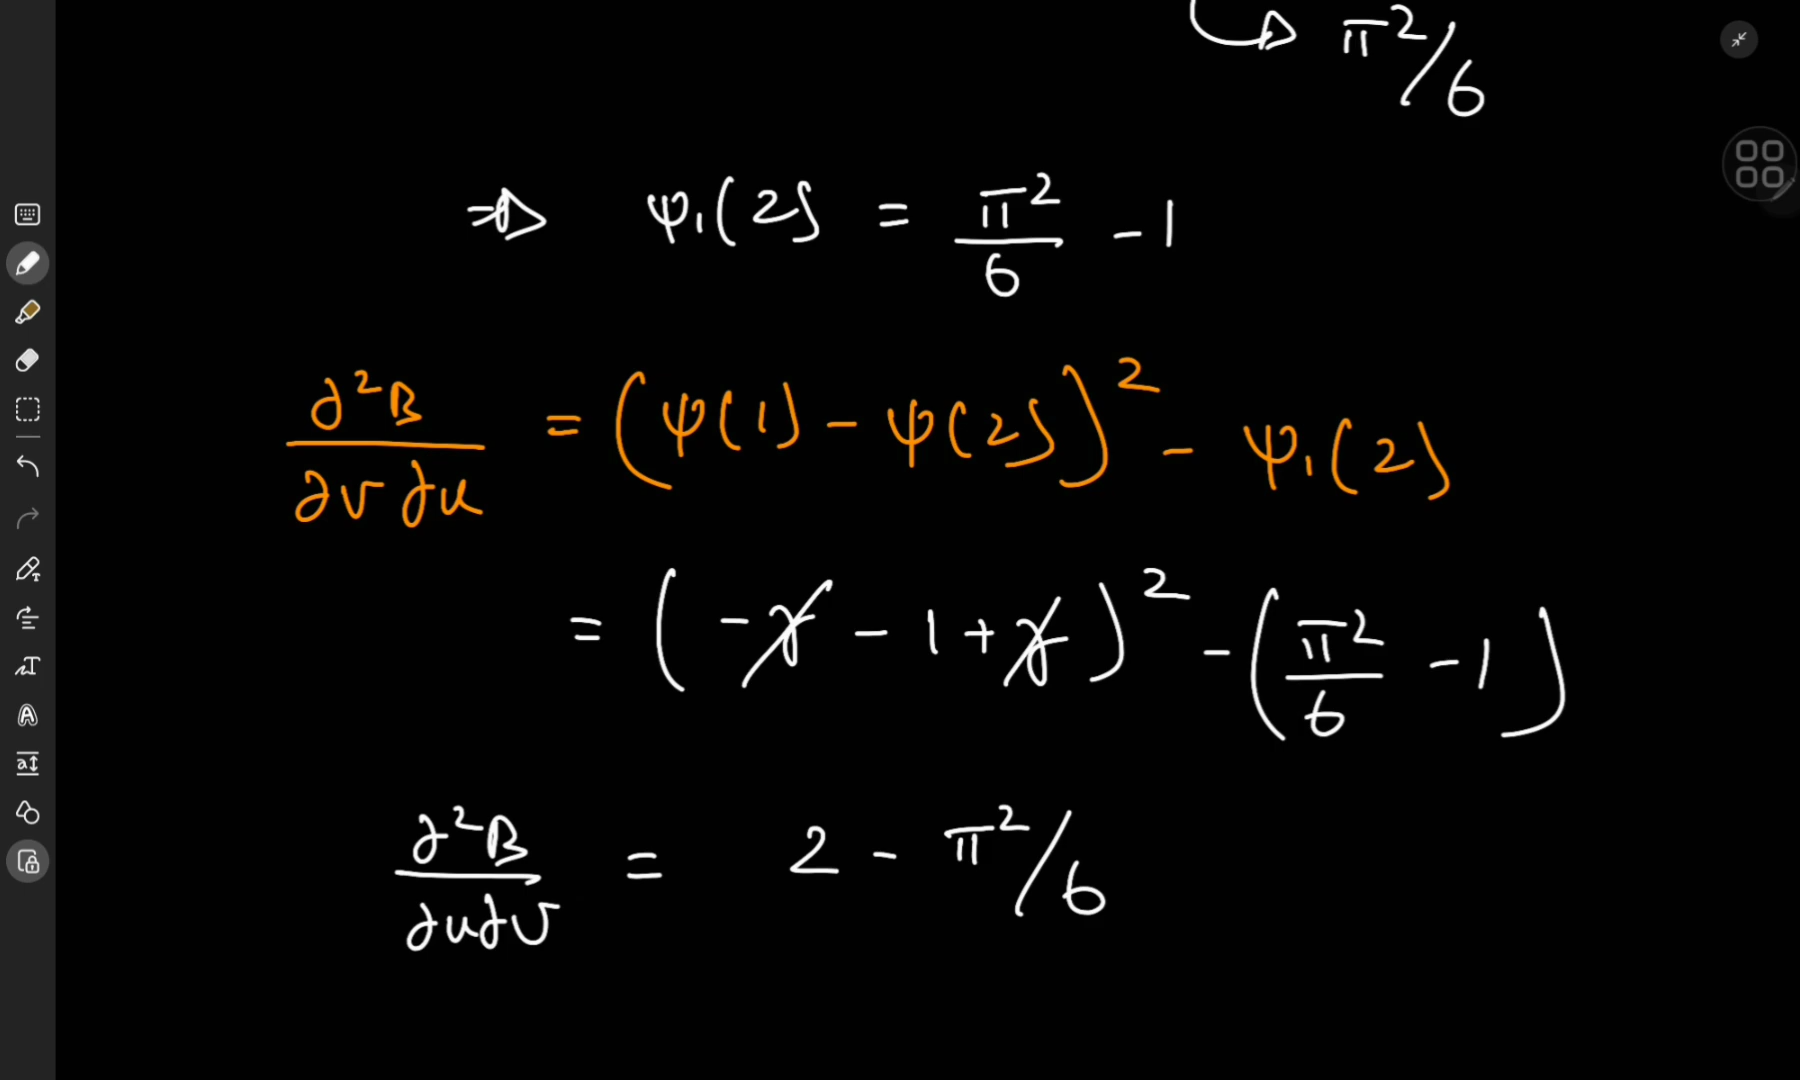 π²/6
⇒ ψ₁(2) = π²/6 - 1
∂²B/∂v∂u = (ψ(1) - ψ(2))² - ψ₁(2)
= (-γ - 1 + γ)² - (π²/6 - 1)
∂²B/∂u∂v = 2 - π²/6